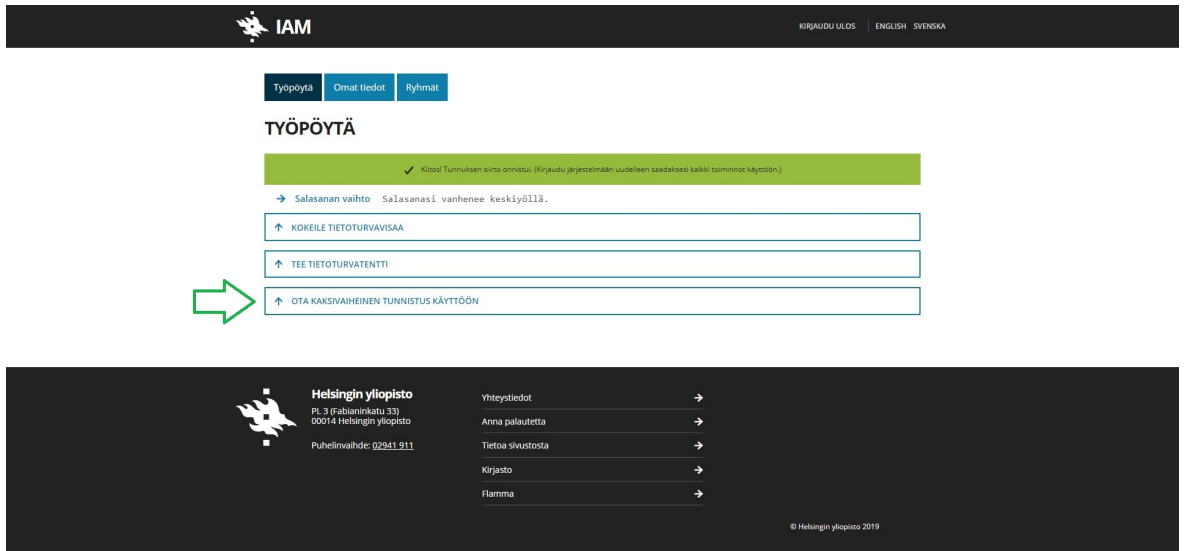 IAM
KIRJAUDU ULOS ENGLISH SVENSKA
Työpöytä Omat tiedot Ryhmät
TYÖPÖYTÄ
Kiitos! Tunnuksen siirto onnistui. (Kirjaudu järjestelmään uudelleen saadaksesi kaikki toiminnot käyttöön.)
Salasanan vaihto Salasanasi vanhenee keskiyöllä.
KOKEILE TIETOTURVAVISAA
TEE TIETOTURVATENTTI
OTA KAKSIVAIHEINEN TUNNISTUS KÄYTTÖÖN
Helsingin yliopisto
PL 3 (Fabianinkatu 33)
00014 Helsingin yliopisto
Puhelinvaihde: 02941 911
Yhteystiedot
Anna palautetta
Tietoa sivustosta
Kirjasto
Flamma
© Helsingin yliopisto 2019